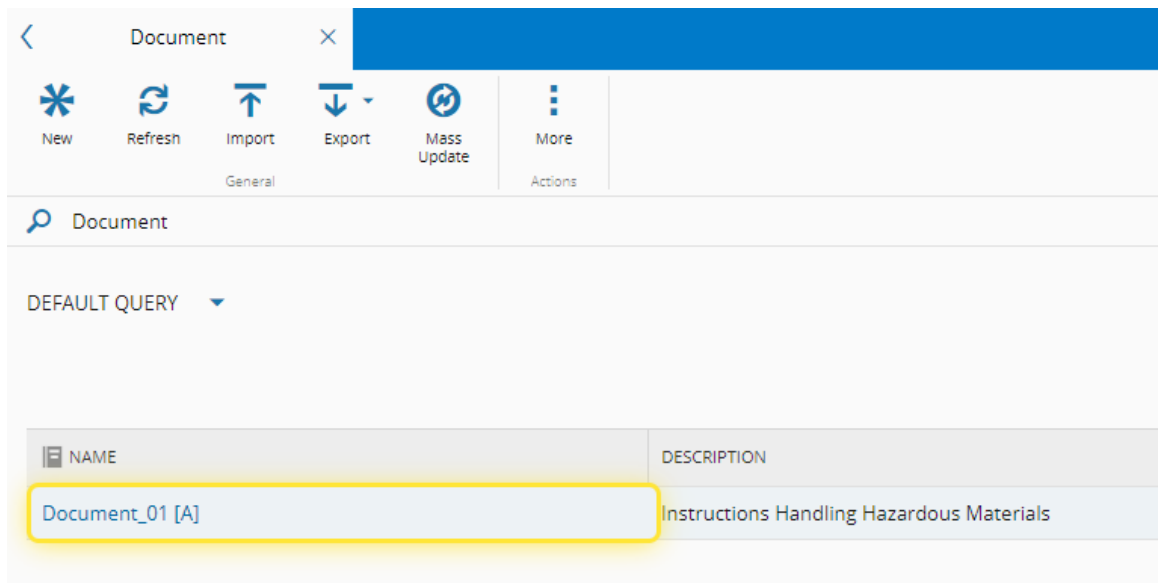 Document
New
Refresh
Import
Export
Mass
Update
More
General
Actions
Document
DEFAULT QUERY
NAME
DESCRIPTION
Document_01 [A]
Instructions Handling Hazardous Materials